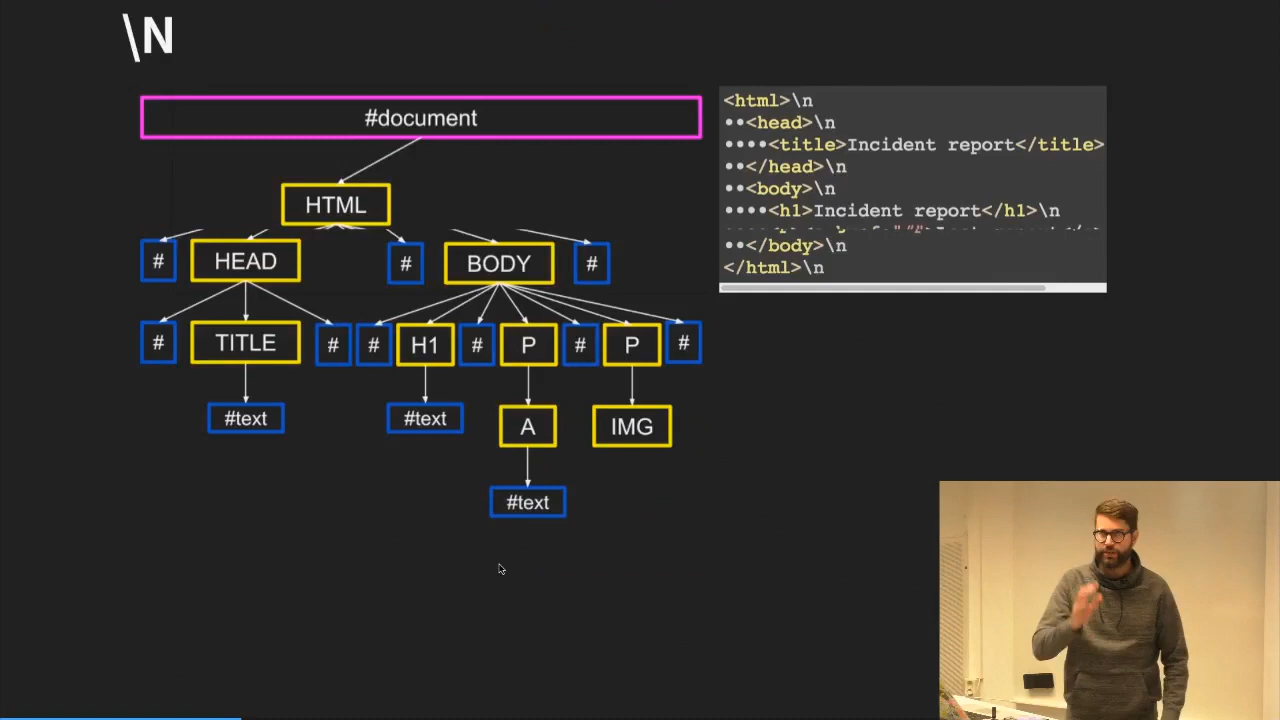 \N
#document
HTML
# HEAD # BODY #
# TITLE # # H1 # P # P #
#text #text A IMG
#text
<html>\n
••<head>\n
••••<title>Incident report</title>
••</head>\n
••<body>\n
••••<h1>Incident report</h1>\n
••</body>\n
</html>\n